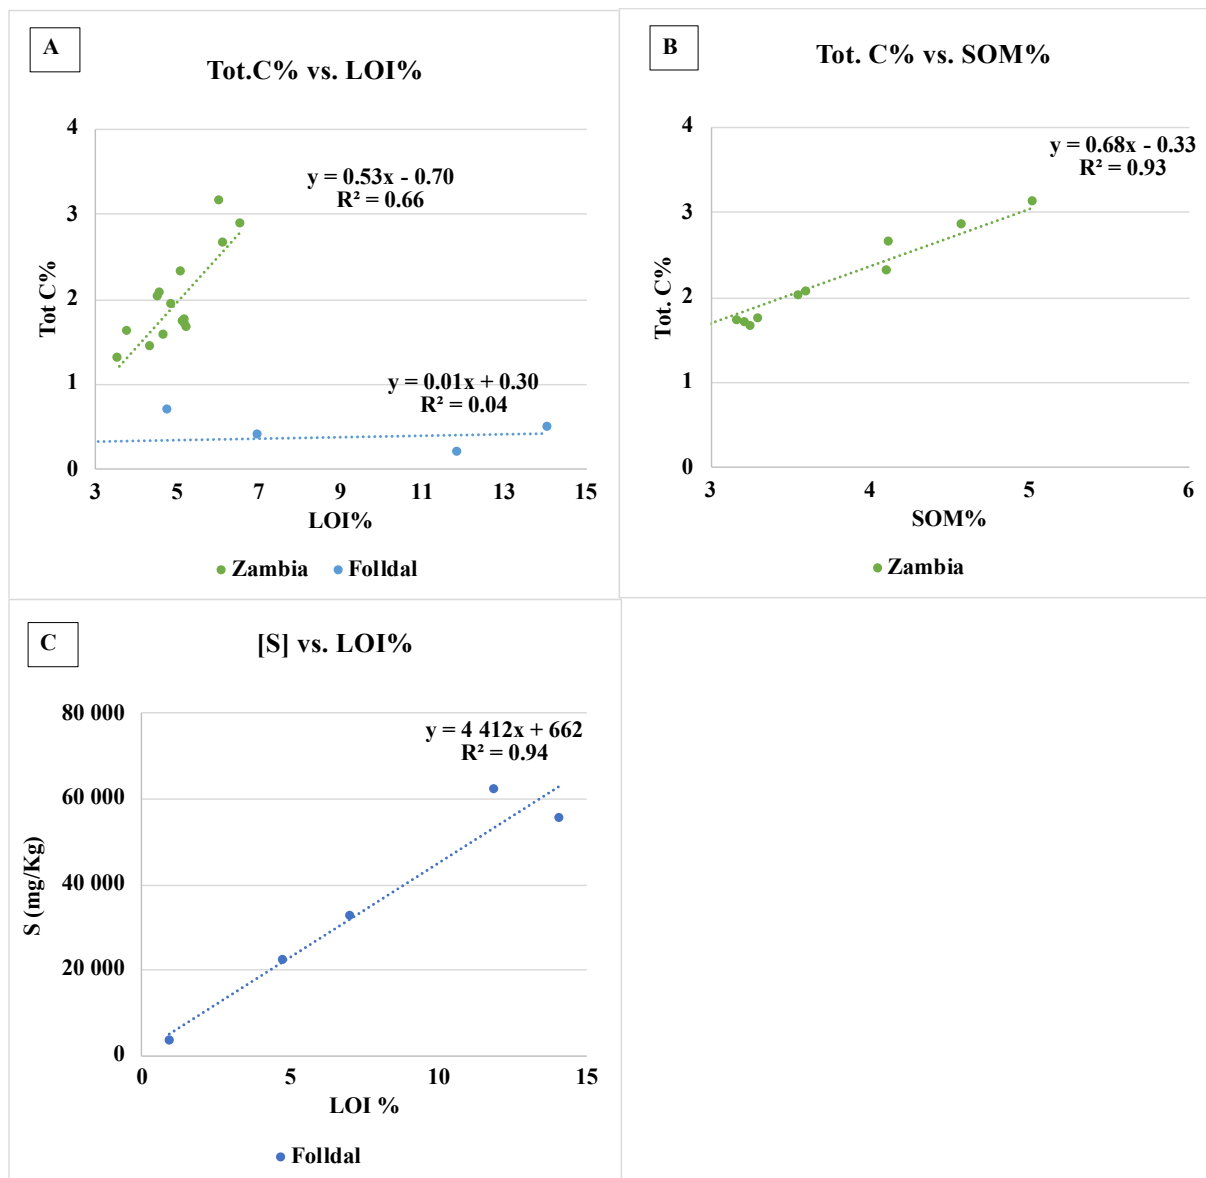 A
Tot.C% vs. LOI%
y = 0.53x - 0.70
R² = 0.66
y = 0.01x + 0.30
R² = 0.04
Tot C%
4
3
2
1
0
3 5 7 9 11 13 15
LOI%
Zambia Folldal
B
Tot. C% vs. SOM%
y = 0.68x - 0.33
R² = 0.93
Tot. C%
4
3
2
1
0
3 4 5 6
SOM%
Zambia
C
[S] vs. LOI%
y = 4 412x + 662
R² = 0.94
S (mg/Kg)
80 000
60 000
40 000
20 000
0
0 5 10 15
LOI %
Folldal